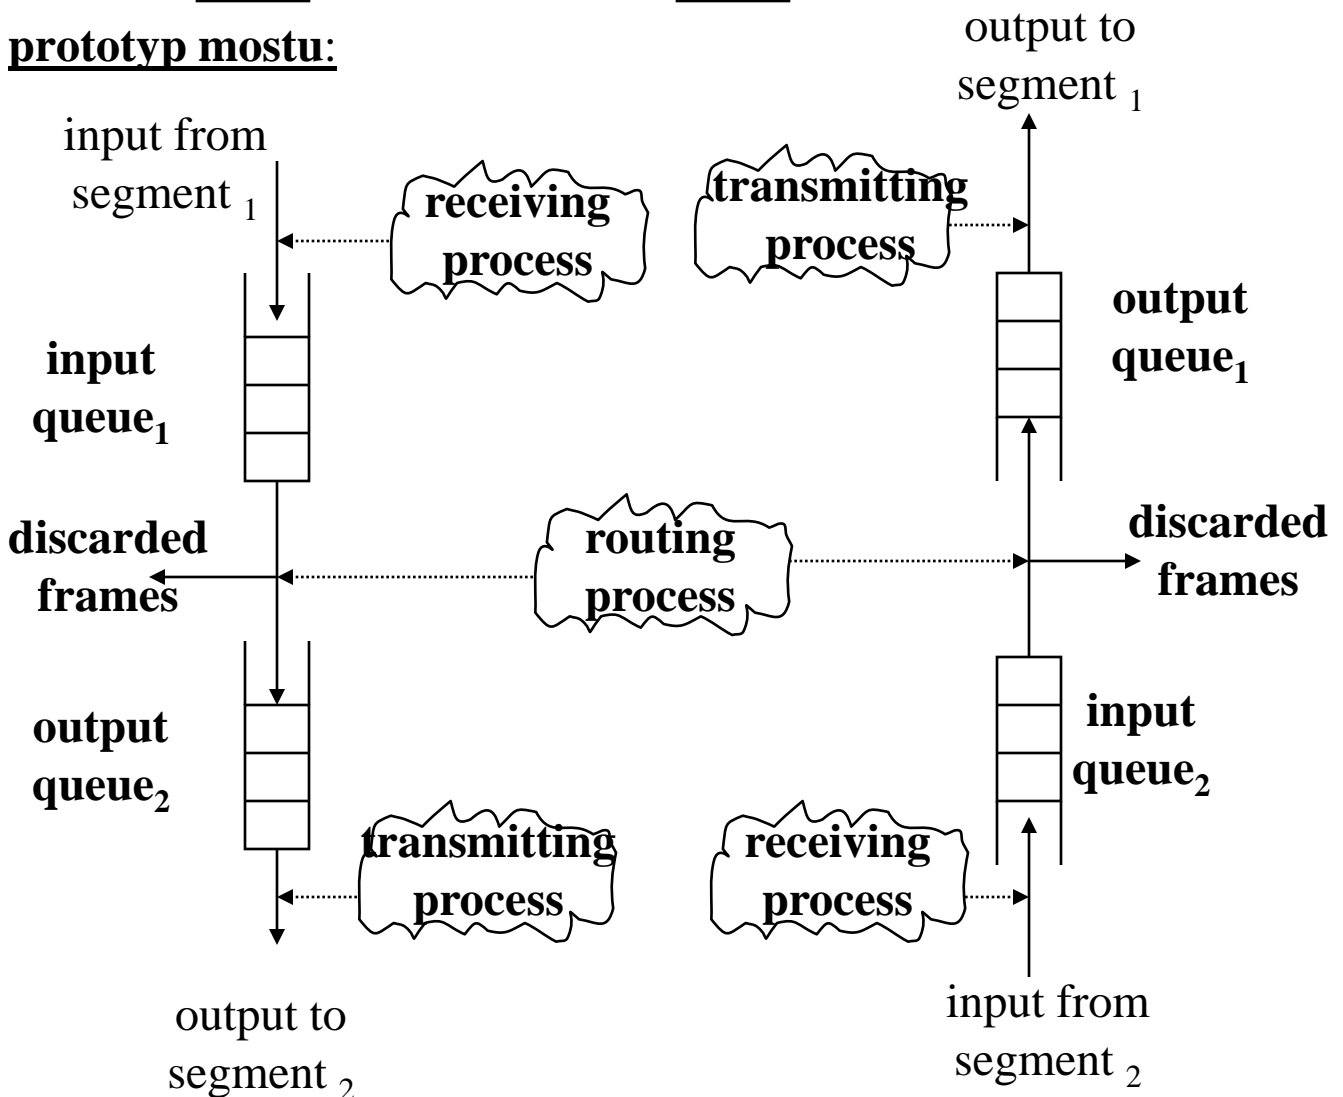 prototyp mostu:
output to
segment 1
input from
segment 1
receiving
process
transmitting
process
input
queue1
output
queue1
discarded
frames
routing
process
discarded
frames
output
queue2
input
queue2
transmitting
process
receiving
process
output to
segment 2
input from
segment 2